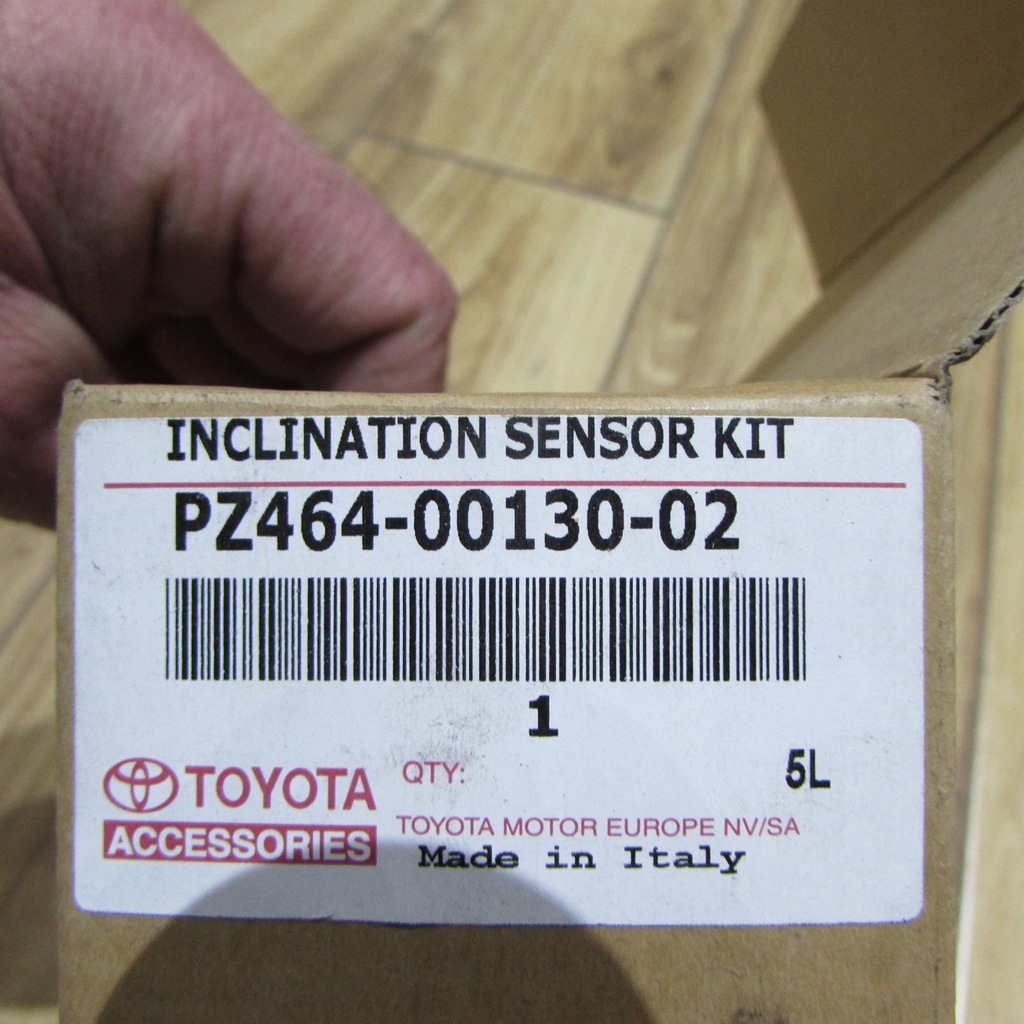 INCLINATION SENSOR KIT
PZ464-00130-02
1
QTY:
5L
TOYOTA
ACCESSORIES
TOYOTA MOTOR EUROPE NV/SA
Made in Italy